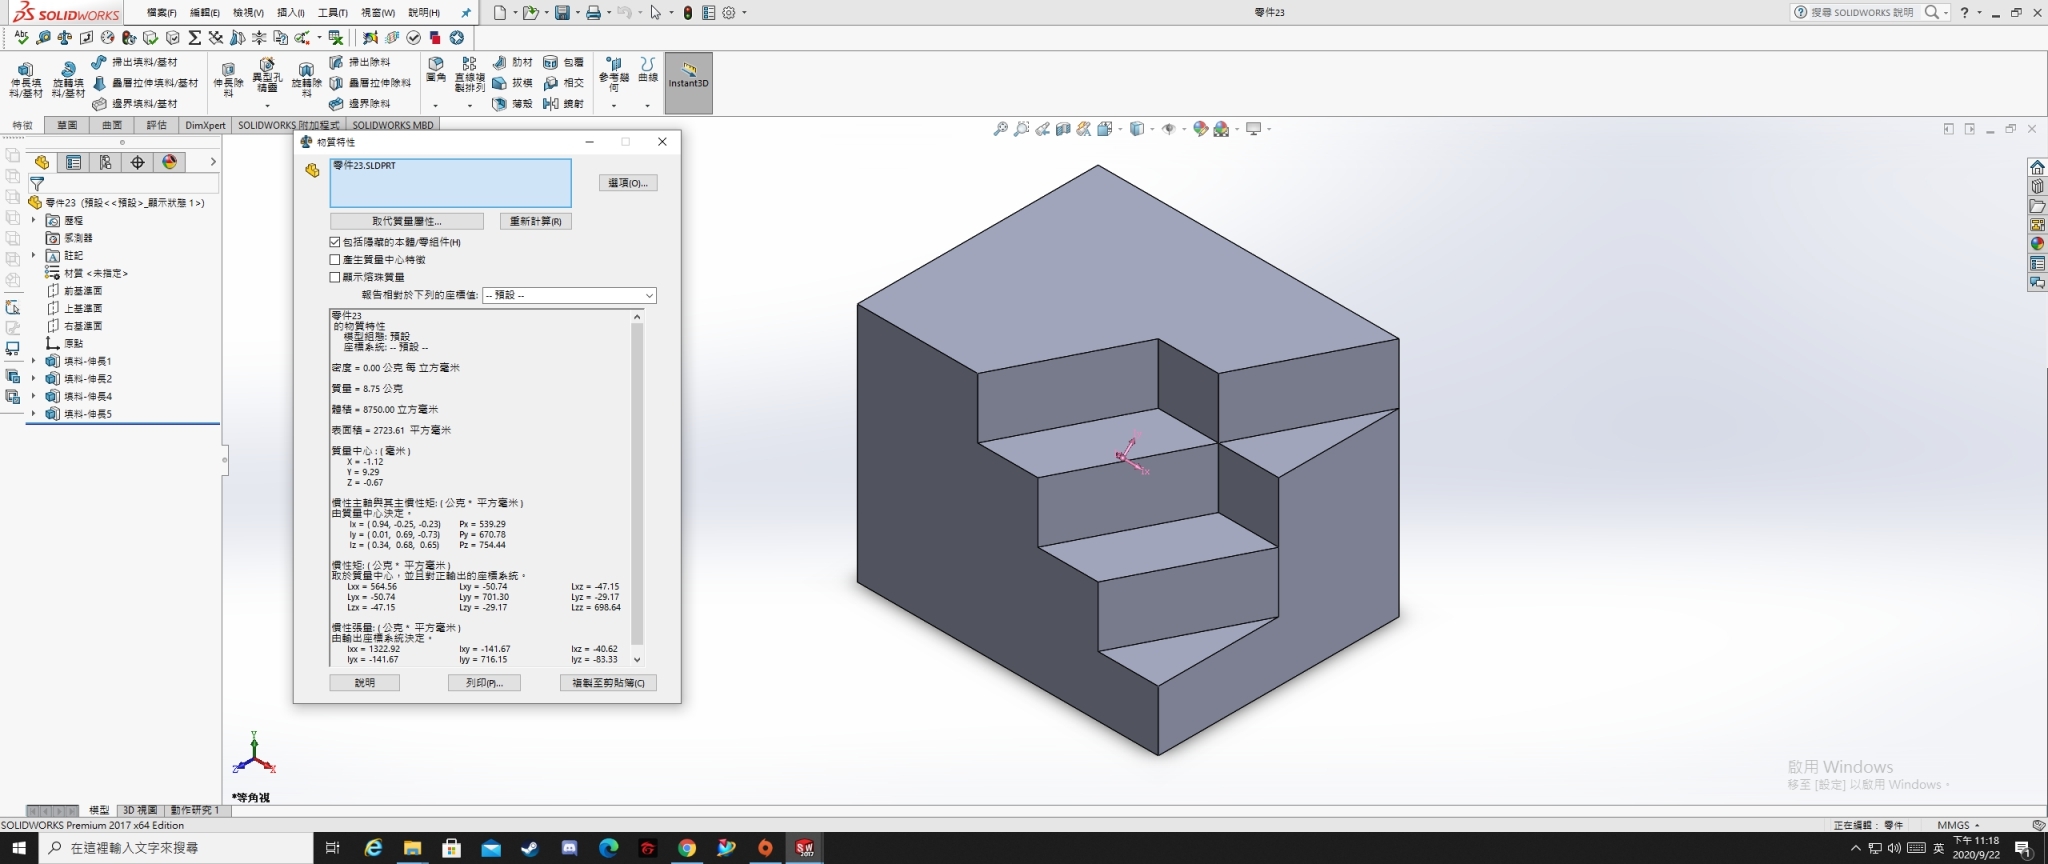 SOLIDWORKS
檔案(F) 編輯(E) 檢視(V) 插入(I) 工具(T) 視窗(W) 說明(H)
零件23
搜尋 SOLIDWORKS 說明
伸長填料/基材
旋轉填料/基材
掃出填料/基材
疊層拉伸填料/基材
邊界填料/基材
伸長除料
異型孔精靈
旋轉除料
掃出除料
疊層拉伸除料
邊界除料
圓角
直線複製排列
肋材
拔模
薄殼
包覆
相交
鏡射
參考幾何
曲線
Instant3D
特徵 草圖 曲面 評估 DimXpert SOLIDWORKS 附加程式 SOLIDWORKS MBD
零件23 (預設<<預設>_顯示狀態 1>)
歷程
感測器
註記
材質 <未指定>
前基準面
上基準面
右基準面
原點
填料-伸長1
填料-伸長2
填料-伸長4
填料-伸長5
物質特性
零件23.SLDPRT
選項(O)...
取代質量屬性... 重新計算(R)
包括隱藏的本體/零組件(H)
產生質量中心特徵
顯示熔珠質量
報告相對於下列的座標值: -- 預設 --
零件23
的物質特性
模型組態: 預設
座標系統: -- 預設 --
密度 = 0.00 公克 每 立方毫米
質量 = 8.75 公克
體積 = 8750.00 立方毫米
表面積 = 2723.61 平方毫米
質量中心 : ( 毫米 )
X = -1.12
Y = 9.29
Z = -0.67
慣性主軸與其主慣性矩: ( 公克 * 平方毫米 )
由質量中心決定。
Ix = ( 0.94, -0.25, -0.23) Px = 539.29
Iy = ( 0.01, 0.69, -0.73) Py = 670.78
Iz = ( 0.34, 0.68, 0.65) Pz = 754.44
慣性矩: ( 公克 * 平方毫米 )
取於質量中心，並且對正輸出的座標系統。
Lxx = 564.56 Lxy = -50.74 Lxz = -47.15
Lyx = -50.74 Lyy = 701.30 Lyz = -29.17
Lzx = -47.15 Lzy = -29.17 Lzz = 698.64
慣性張量: ( 公克 * 平方毫米 )
由輸出座標系統決定。
Ixx = 1322.92 Ixy = -141.67 Ixz = -40.62
Iyx = -141.67 Iyy = 716.15 Iyz = -83.33
說明 列印(P)... 複製至剪貼簿(C)
Ix
Y
Z X
*等角視
啟用 Windows
移至 [設定] 以啟用 Windows。
模型 3D 視圖 動作研究 1
SOLIDWORKS Premium 2017 x64 Edition
正在編輯： 零件 MMGS
在這裡輸入文字來搜尋
SW
2017
英
下午 11:18
2020/9/22
1